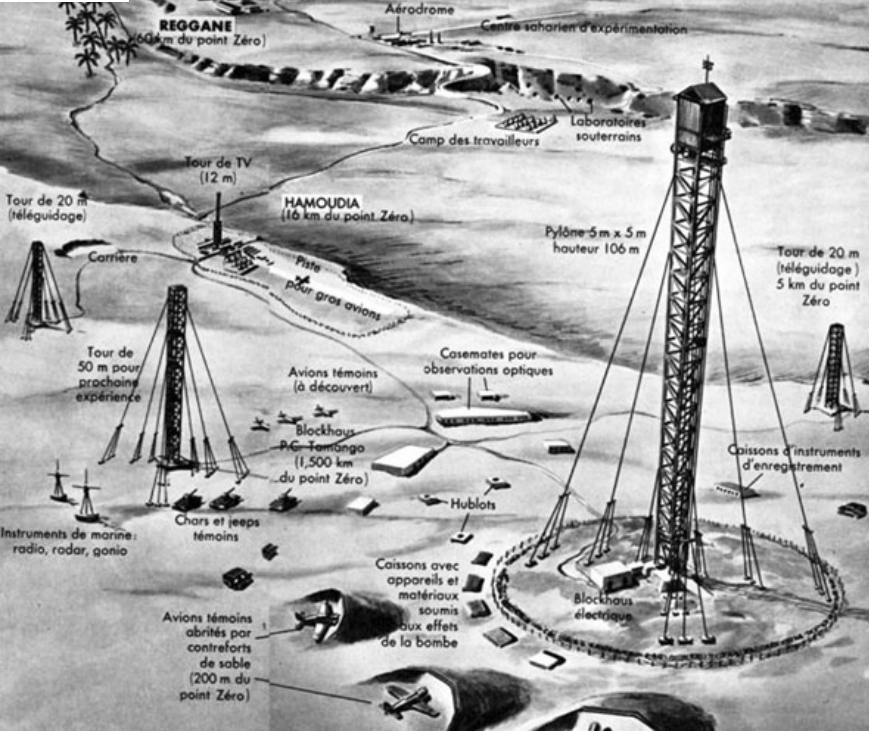 REGGANE
(60 km du point Zéro)
Aérodrome
Centre saharien d'expérimentation
Laboratoires
souterrains
Camp des travailleurs
Tour de TV
(12 m)
HAMOUDIA
(16 km du point Zéro)
Tour de 20 m
(téléguidage)
Carrière
Piste
pour gros avions
Pylône 5 m x 5 m
hauteur 106 m
Tour de 20 m
(téléguidage)
5 km du point
Zéro
Tour de
50 m pour
prochaine
expérience
Avions témoins
(à découvert)
Casemates pour
observations optiques
Blockhaus
P.C. Tamanga
(1,500 km
du point Zéro)
Caissons d'instruments
d'enregistrement
Hublots
Chars et jeeps
témoins
Instruments de marine:
radio, radar, gonio
Caissons avec
appareils et
matériaux
soumis
aux effets
de la bombe
Blockhaus
électrique
Avions témoins
abrités par
contreforts
de sable
(200 m du
point Zéro)